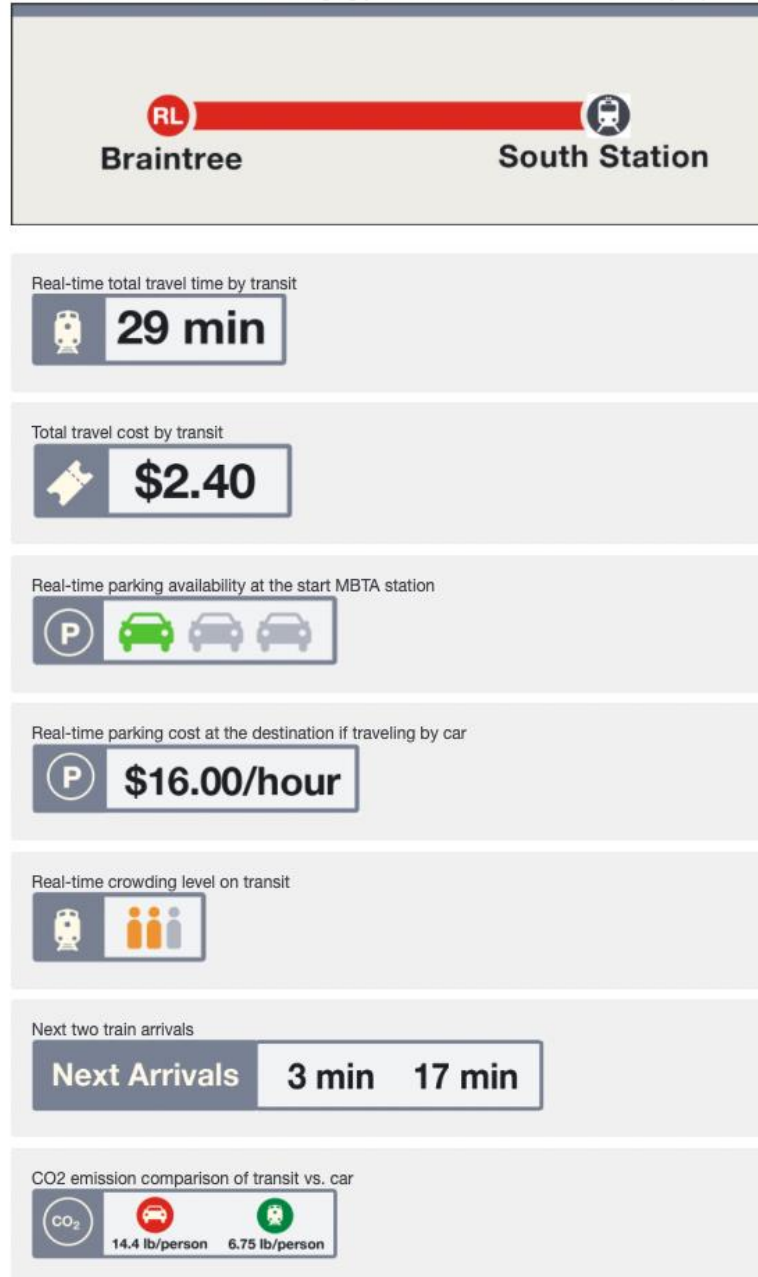 RL
Braintree
South Station
Real-time total travel time by transit
29 min
Total travel cost by transit
$2.40
Real-time parking availability at the start MBTA station
P
Real-time parking cost at the destination if traveling by car
P
$16.00/hour
Real-time crowding level on transit
Next two train arrivals
Next Arrivals 3 min 17 min
CO2 emission comparison of transit vs. car
CO₂
14.4 lb/person 6.75 lb/person